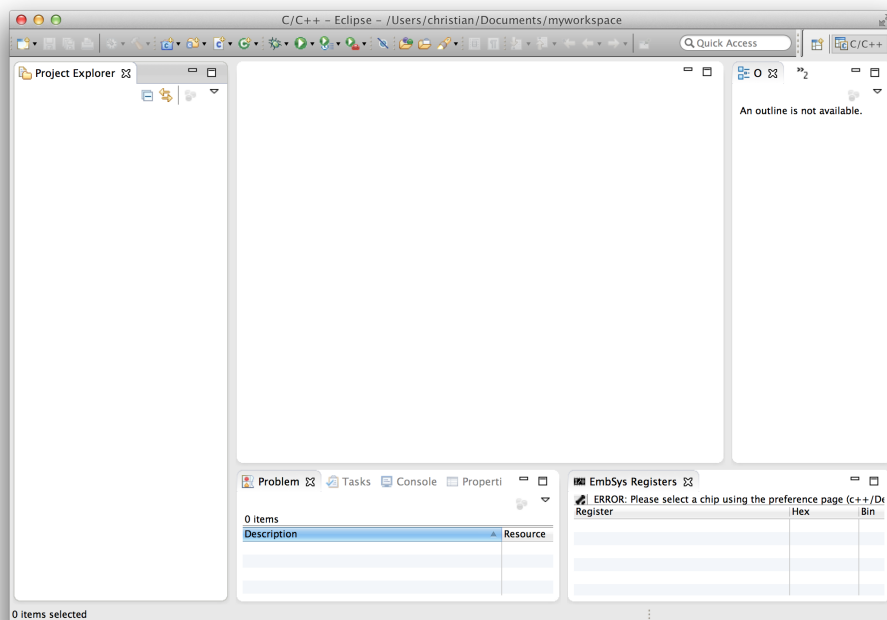 C/C++ – Eclipse – /Users/christian/Documents/myworkspace
Quick Access
C/C++
Project Explorer
O
»2
An outline is not available.
Problem
Tasks
Console
Properti
0 items
Description
Resource
EmbSys Registers
ERROR: Please select a chip using the preference page (c++/De
Register
Hex
Bin
0 items selected